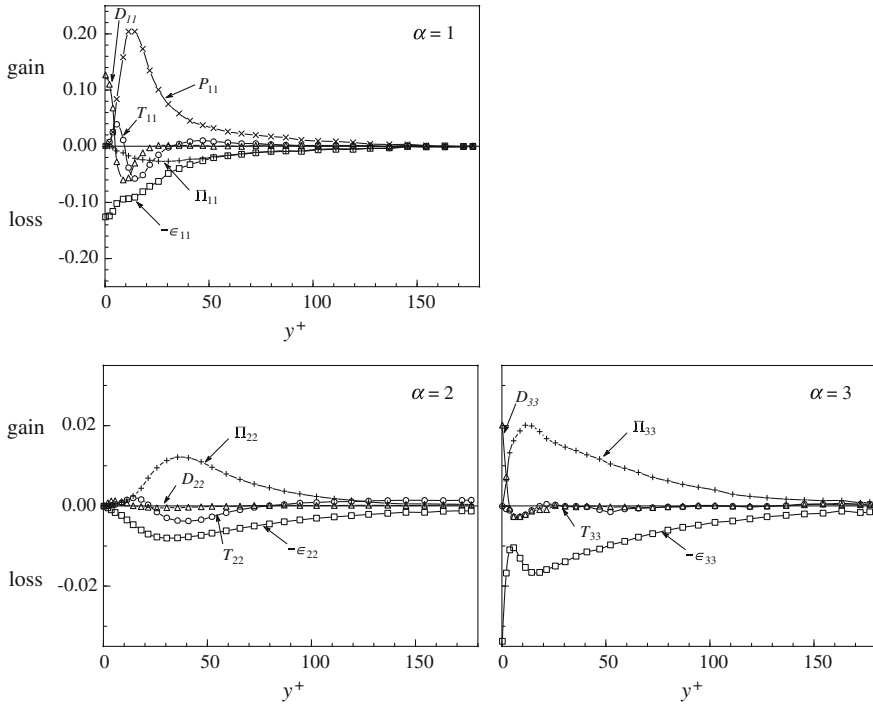 D₁₁
0.20
α = 1
gain
P₁₁
0.10
T₁₁
0.00
Π₁₁
-0.10
loss
-ϵ₁₁
-0.20
0 50 100 150
y⁺
α = 2
α = 3
D₃₃
gain
0.02
Π₂₂
Π₃₃
D₂₂
0.00
T₂₂
-ϵ₂₂
T₃₃
-ϵ₃₃
loss
-0.02
0 50 100 150
0 50 100 150
y⁺
y⁺